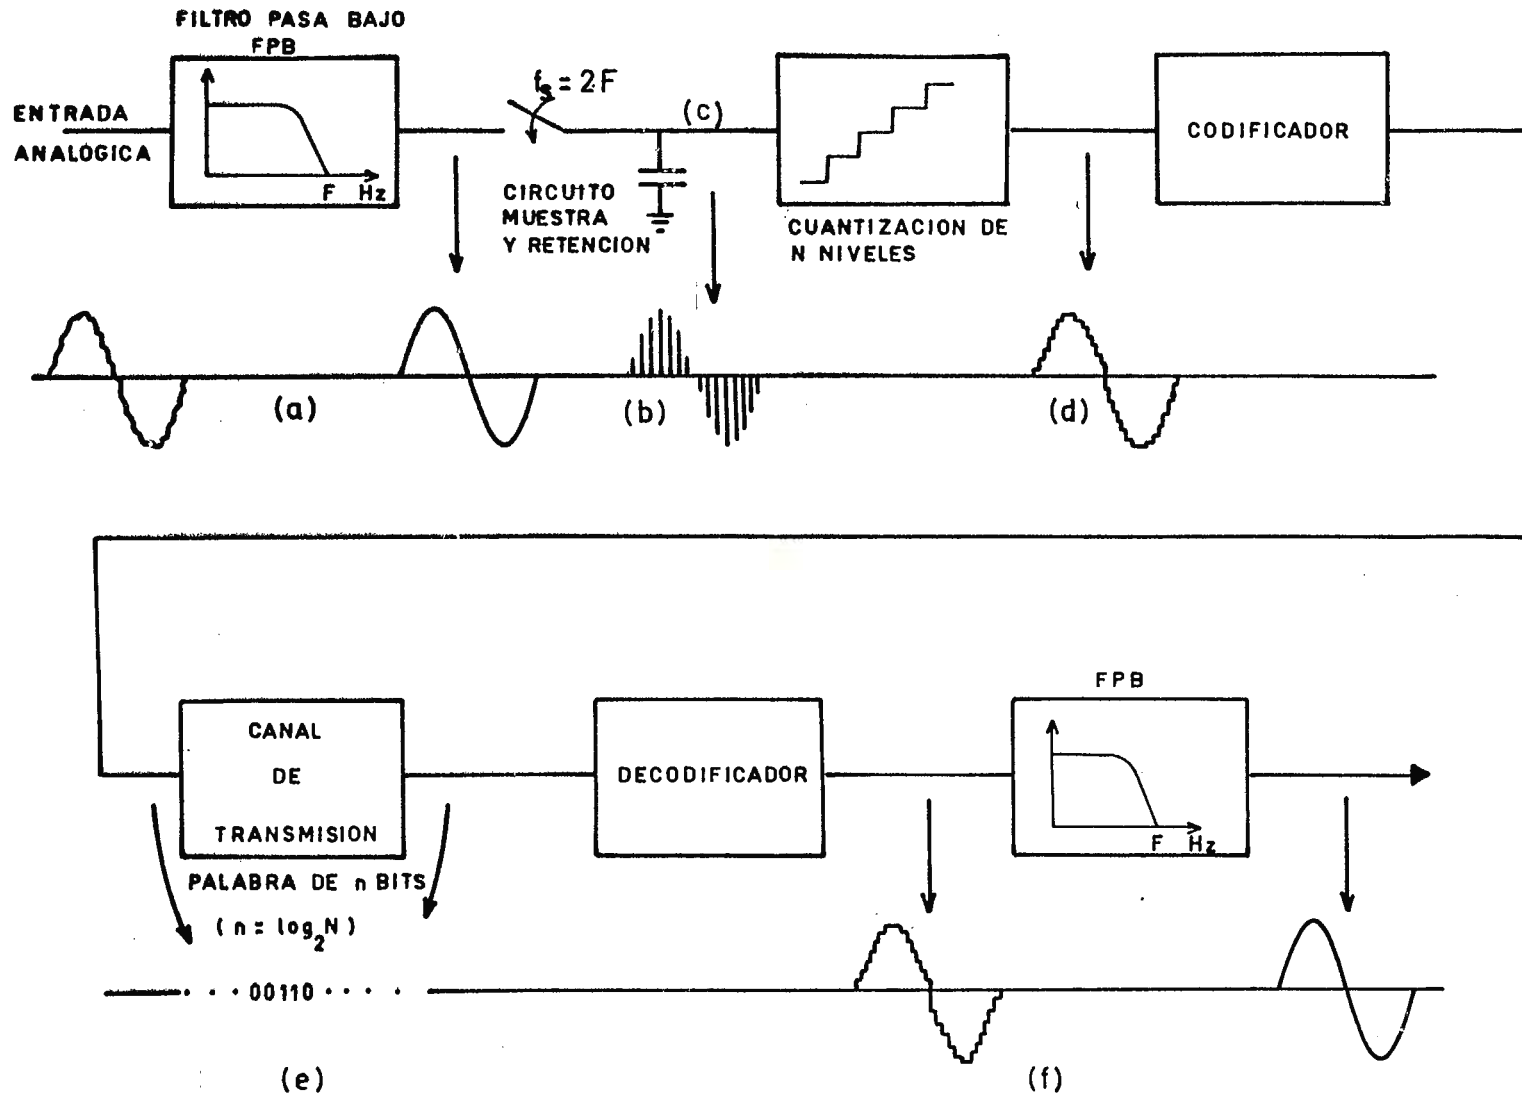 FILTRO PASA BAJO
FPB
ENTRADA
ANALÓGICA
F Hz
fs = 2F
CIRCUITO
MUESTRA
Y RETENCION
(c)
CUANTIZACION DE
N NIVELES
CODIFICADOR
(a)
(b)
(d)
CANAL
DE
TRANSMISION
PALABRA DE n BITS
(n = log2N)
· · · 00110 · · · ·
DECODIFICADOR
FPB
F Hz
(e)
(f)